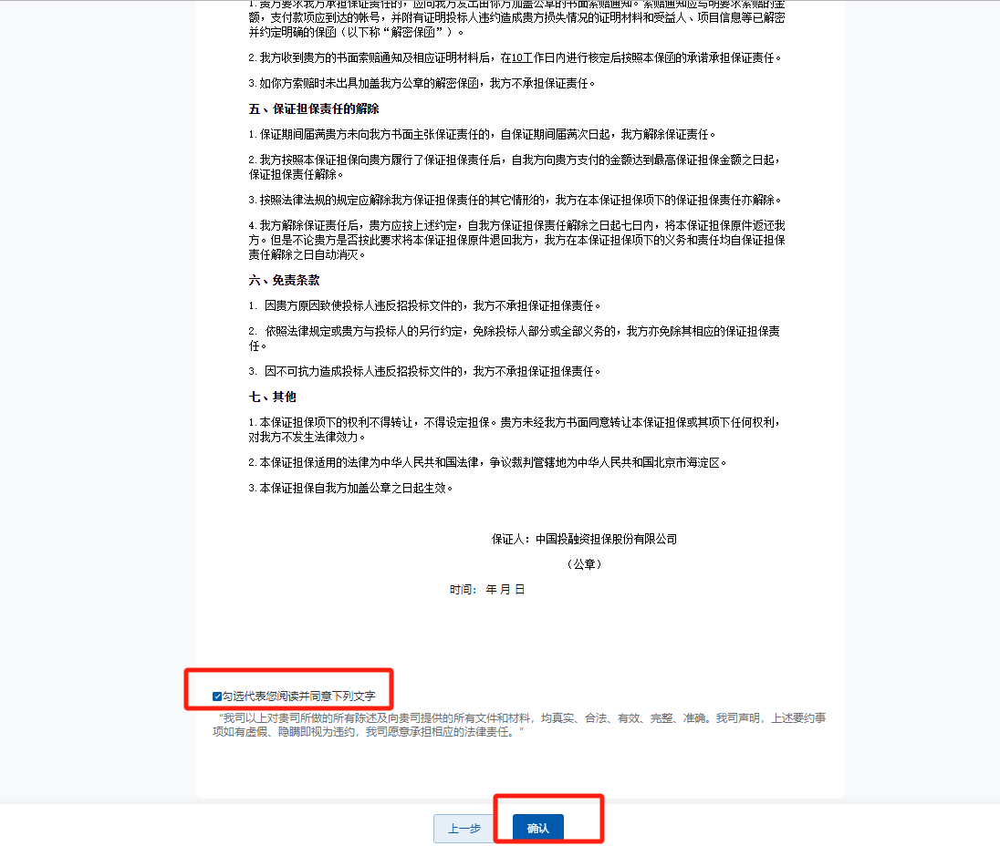 1.贵方要求我方承担保证责任的，应向我方发出由你方加盖公章的书面索赔通知。索赔通知应写明要求索赔的金
额，支付款项应到达的帐号，并附有证明投标人违约造成贵方损失情况的证明材料和受益人、项目信息等已解密
并约定明确的保函（以下称“解密保函”）。
2.我方收到贵方的书面索赔通知及相应证明材料后，在10工作日内进行核定后按照本保函的承诺承担保证责任。
3.如你方索赔时未出具加盖我方公章的解密保函，我方不承担保证责任。
五、保证担保责任的解除
1.保证期间届满贵方未向我方书面主张保证责任的，自保证期间届满次日起，我方解除保证责任。
2.我方按照本保证担保向贵方履行了保证担保责任后，自我方向贵方支付的金额达到最高保证担保金额之日起，
保证担保责任解除。
3.按照法律法规的规定应解除我方保证担保责任的其它情形的，我方在本保证担保项下的保证担保责任亦解除。
4.我方解除保证责任后，贵方应按上述约定，自我方保证担保责任解除之日起七日内，将本保证担保原件返还我
方。但是不论贵方是否按此要求将本保证担保原件退回我方，我方在本保证担保项下的义务和责任均自保证担保
责任解除之日自动消灭。
六、免责条款
1. 因贵方原因致使投标人违反招投标文件的，我方不承担保证担保责任。
2. 依照法律规定或贵方与投标人的另行约定，免除投标人部分或全部义务的，我方亦免除其相应的保证担保责
任。
3. 因不可抗力造成投标人违反招投标文件的，我方不承担保证担保责任。
七、其他
1.本保证担保项下的权利不得转让，不得设定担保。贵方未经我方书面同意转让本保证担保或其项下任何权利，
对我方不发生法律效力。
2.本保证担保适用的法律为中华人民共和国法律，争议裁判管辖地为中华人民共和国北京市海淀区。
3.本保证担保自我方加盖公章之日起生效。
保证人：中国投融资担保股份有限公司
（公章）
时间： 年 月 日
勾选代表您阅读并同意下列文字
“我司以上对贵司所做的所有陈述及向贵司提供的所有文件和材料，均真实、合法、有效、完整、准确。我司声明，上述要约事
项如有虚假、隐瞒即视为违约，我司愿意承担相应的法律责任。”
上一步 确认